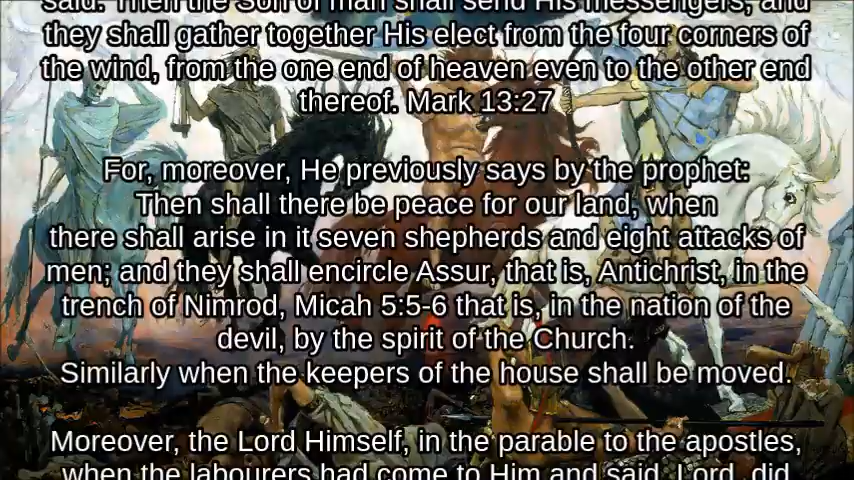 said: Then the Son of man shall send His messengers, and
they shall gather together His elect from the four corners of
the wind, from the one end of heaven even to the other end
thereof. Mark 13:27
For, moreover, He previously says by the prophet:
Then shall there be peace for our land, when
there shall arise in it seven shepherds and eight attacks of
men; and they shall encircle Assur, that is, Antichrist, in the
trench of Nimrod, Micah 5:5-6 that is, in the nation of the
devil, by the spirit of the Church.
Similarly when the keepers of the house shall be moved.
Moreover, the Lord Himself, in the parable to the apostles,
when the labourers had come to Him and said, Lord, did